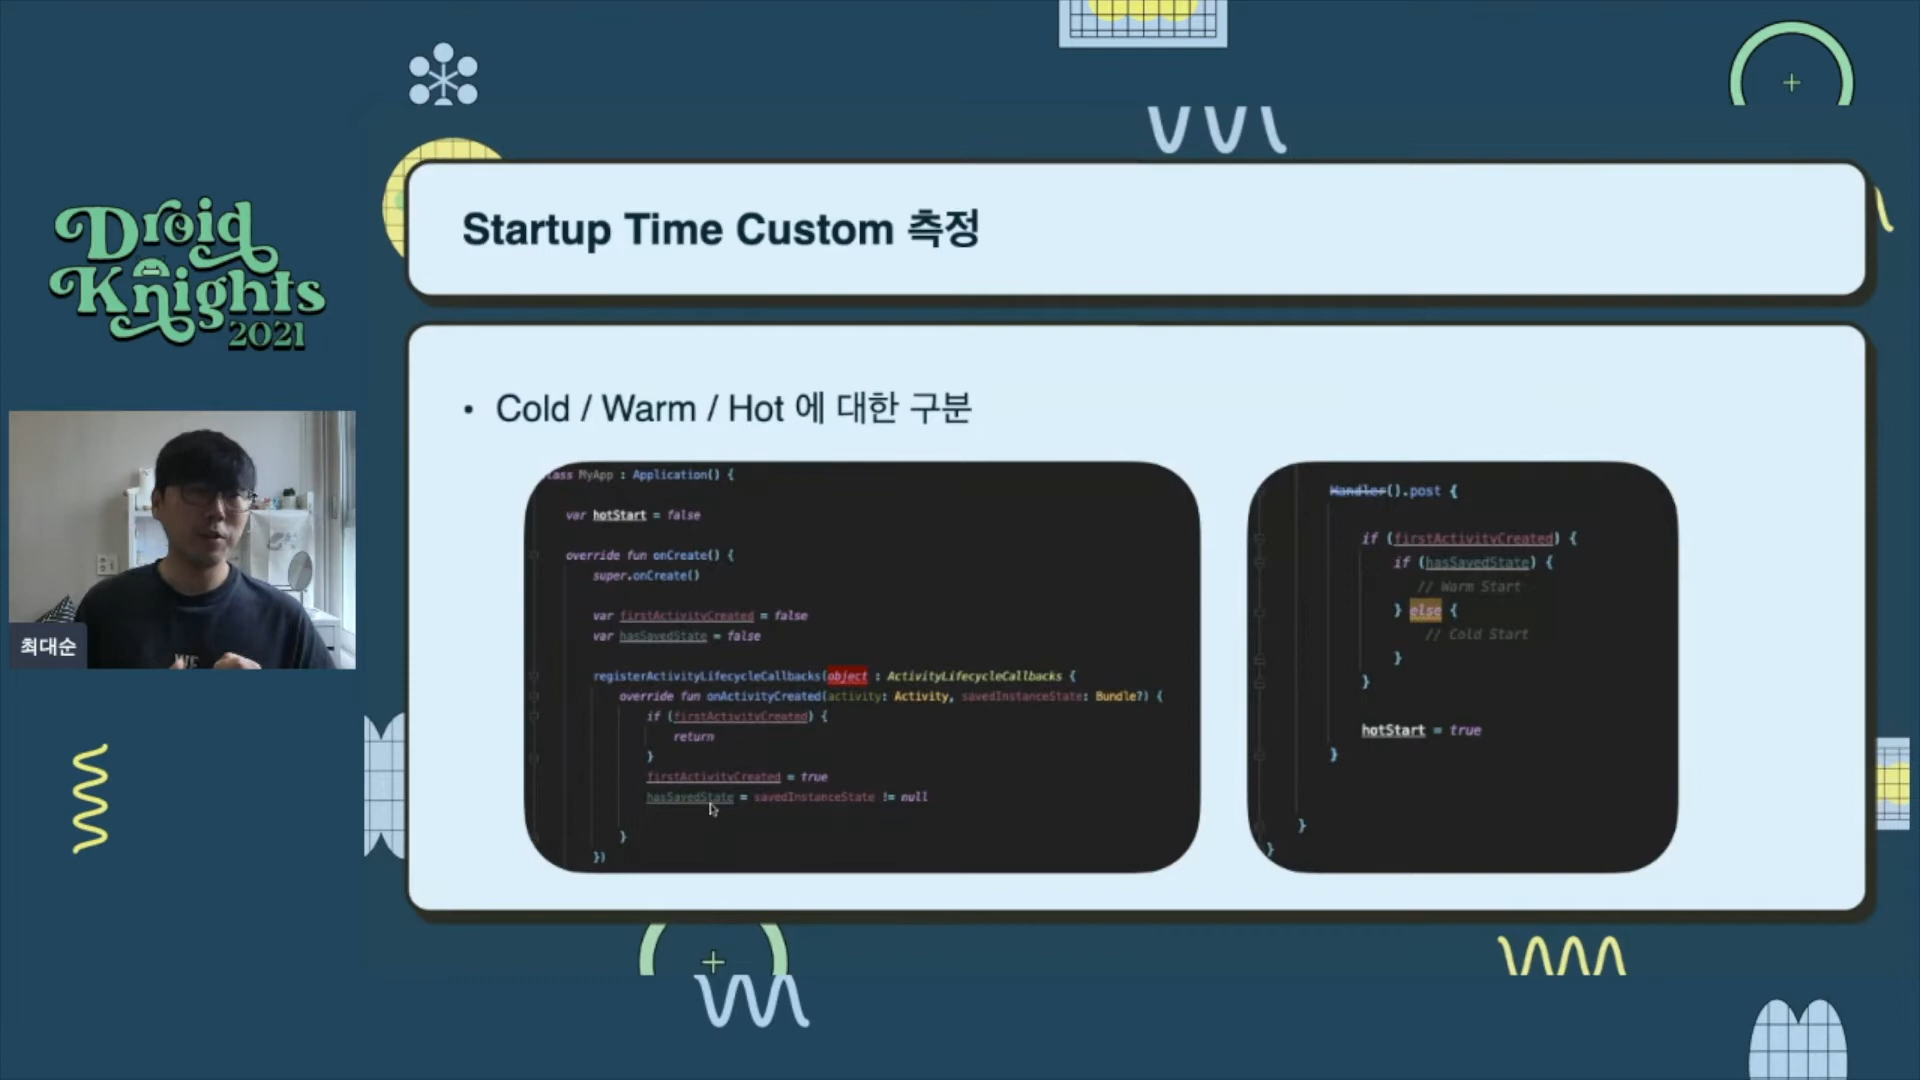 Droid
Knights
2021
최대순
WE
Startup Time Custom 측정
• Cold / Warm / Hot 에 대한 구분
class MyApp : Application() {
var hotStart = false
override fun onCreate() {
super.onCreate()
var firstActivityCreated = false
var hasSavedState = false
registerActivityLifecycleCallbacks(object : ActivityLifecycleCallbacks {
override fun onActivityCreated(activity: Activity, savedInstanceState: Bundle?) {
if (firstActivityCreated) {
return
}
firstActivityCreated = true
hasSavedState = savedInstanceState != null
}
})
Handler().post {
if (firstActivityCreated) {
if (hasSavedState) {
// Warm Start
} else {
// Cold Start
}
}
hotStart = true
}
}
}